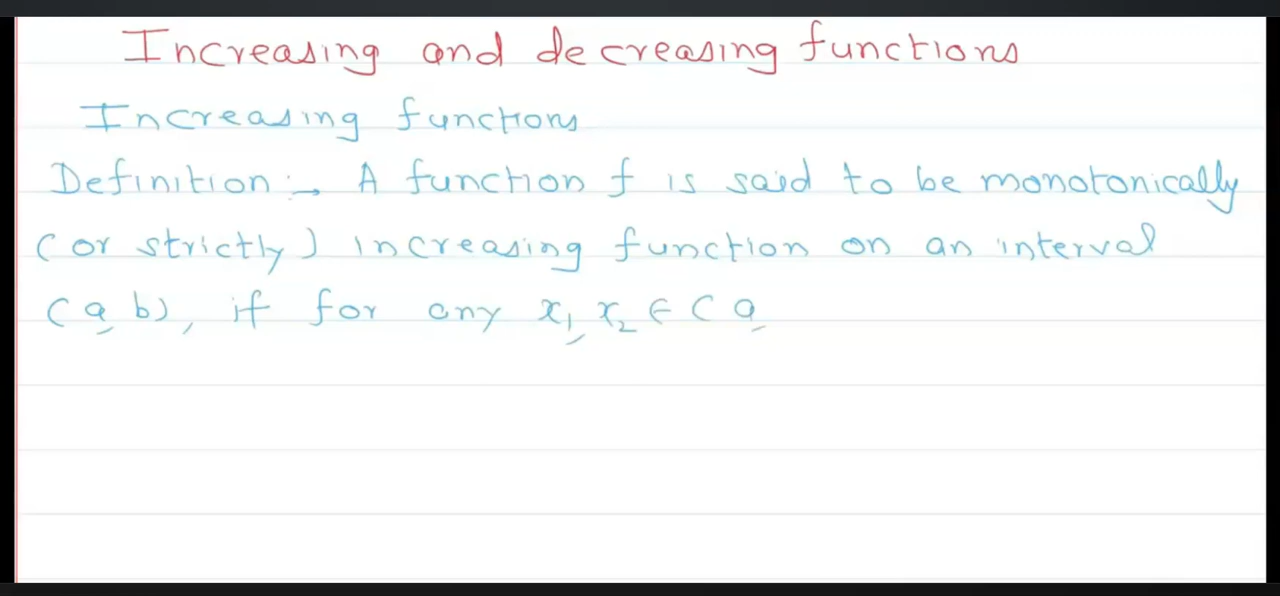 Increasing and decreasing functions
Increasing functions
Definition :- A function f is said to be monotonically
(or strictly) increasing function on an interval
(a, b), if for any x₁, x₂ ∈ (a,